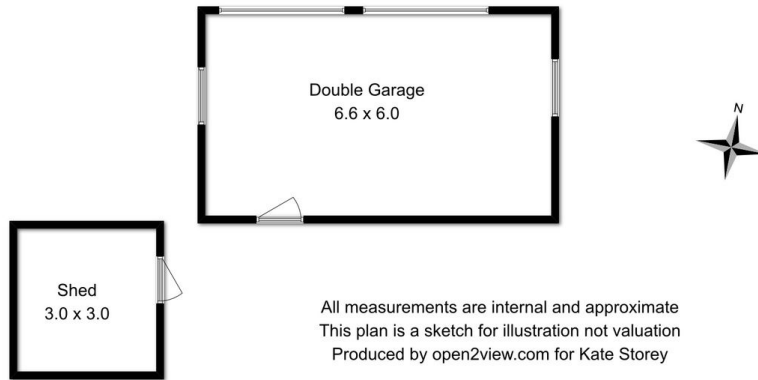 Double Garage
6.6 x 6.0
N
Shed
3.0 x 3.0
All measurements are internal and approximate
This plan is a sketch for illustration not valuation
Produced by open2view.com for Kate Storey